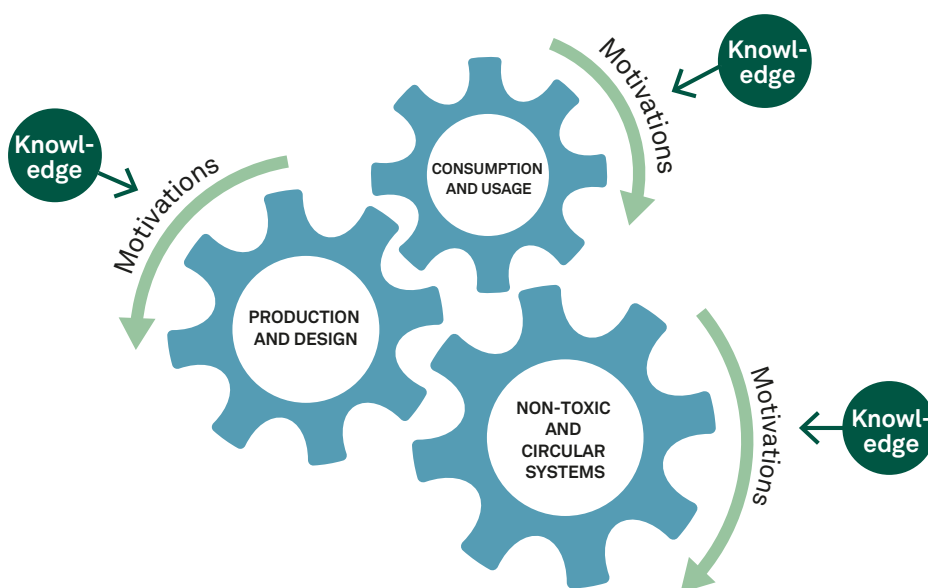 Knowl-
edge
Motivations
CONSUMPTION
AND USAGE
Knowl-
edge
Motivations
PRODUCTION
AND DESIGN
NON-TOXIC
AND
CIRCULAR
SYSTEMS
Motivations
Knowl-
edge